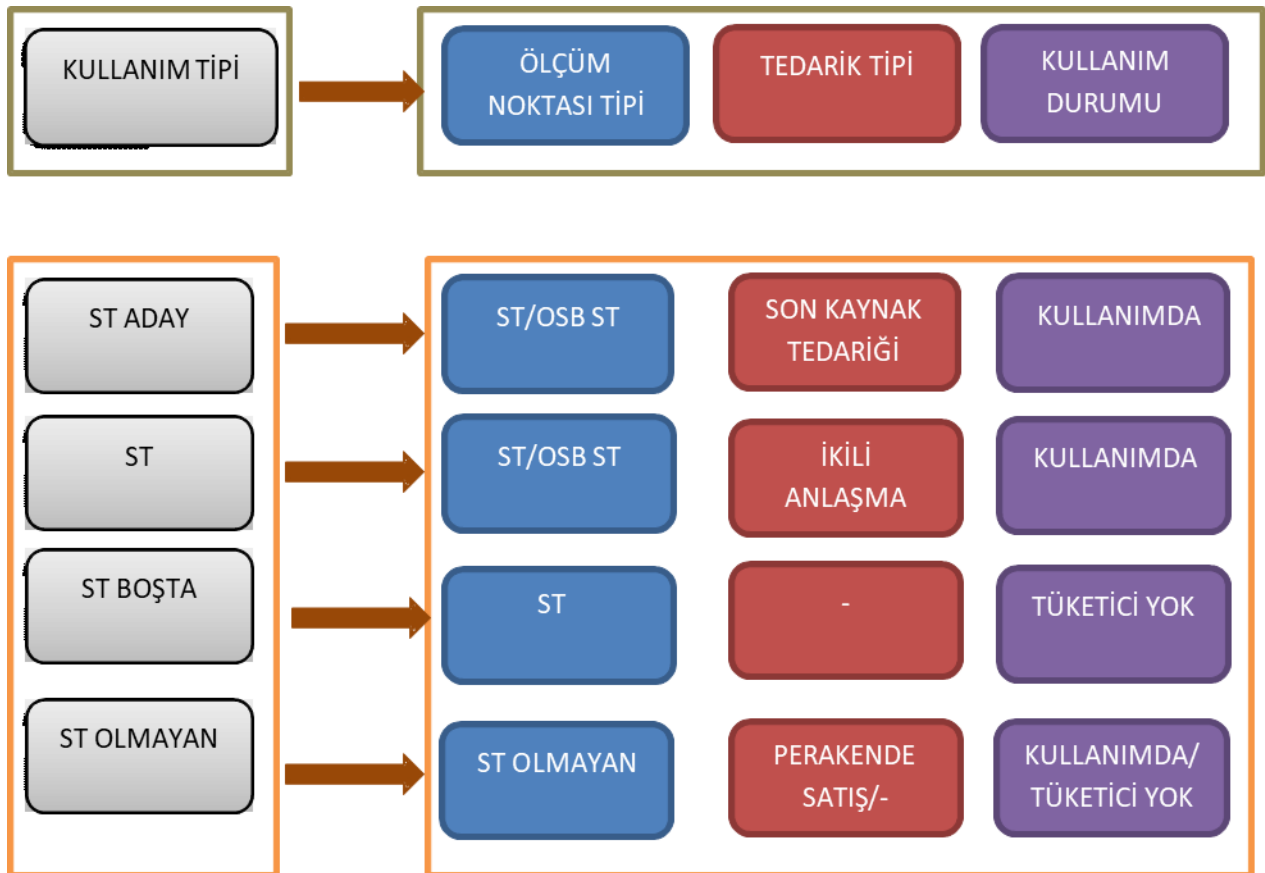 KULLANIM TİPİ
ÖLÇÜM
NOKTASI TİPİ
TEDARİK TİPİ
KULLANIM
DURUMU
ST ADAY
ST/OSB ST
SON KAYNAK
TEDARİĞİ
KULLANIMDA
ST
ST/OSB ST
İKİLİ
ANLAŞMA
KULLANIMDA
ST BOŞTA
ST
-
TÜKETİCİ YOK
ST OLMAYAN
ST OLMAYAN
PERAKENDE
SATIŞ/-
KULLANIMDA/
TÜKETİCİ YOK